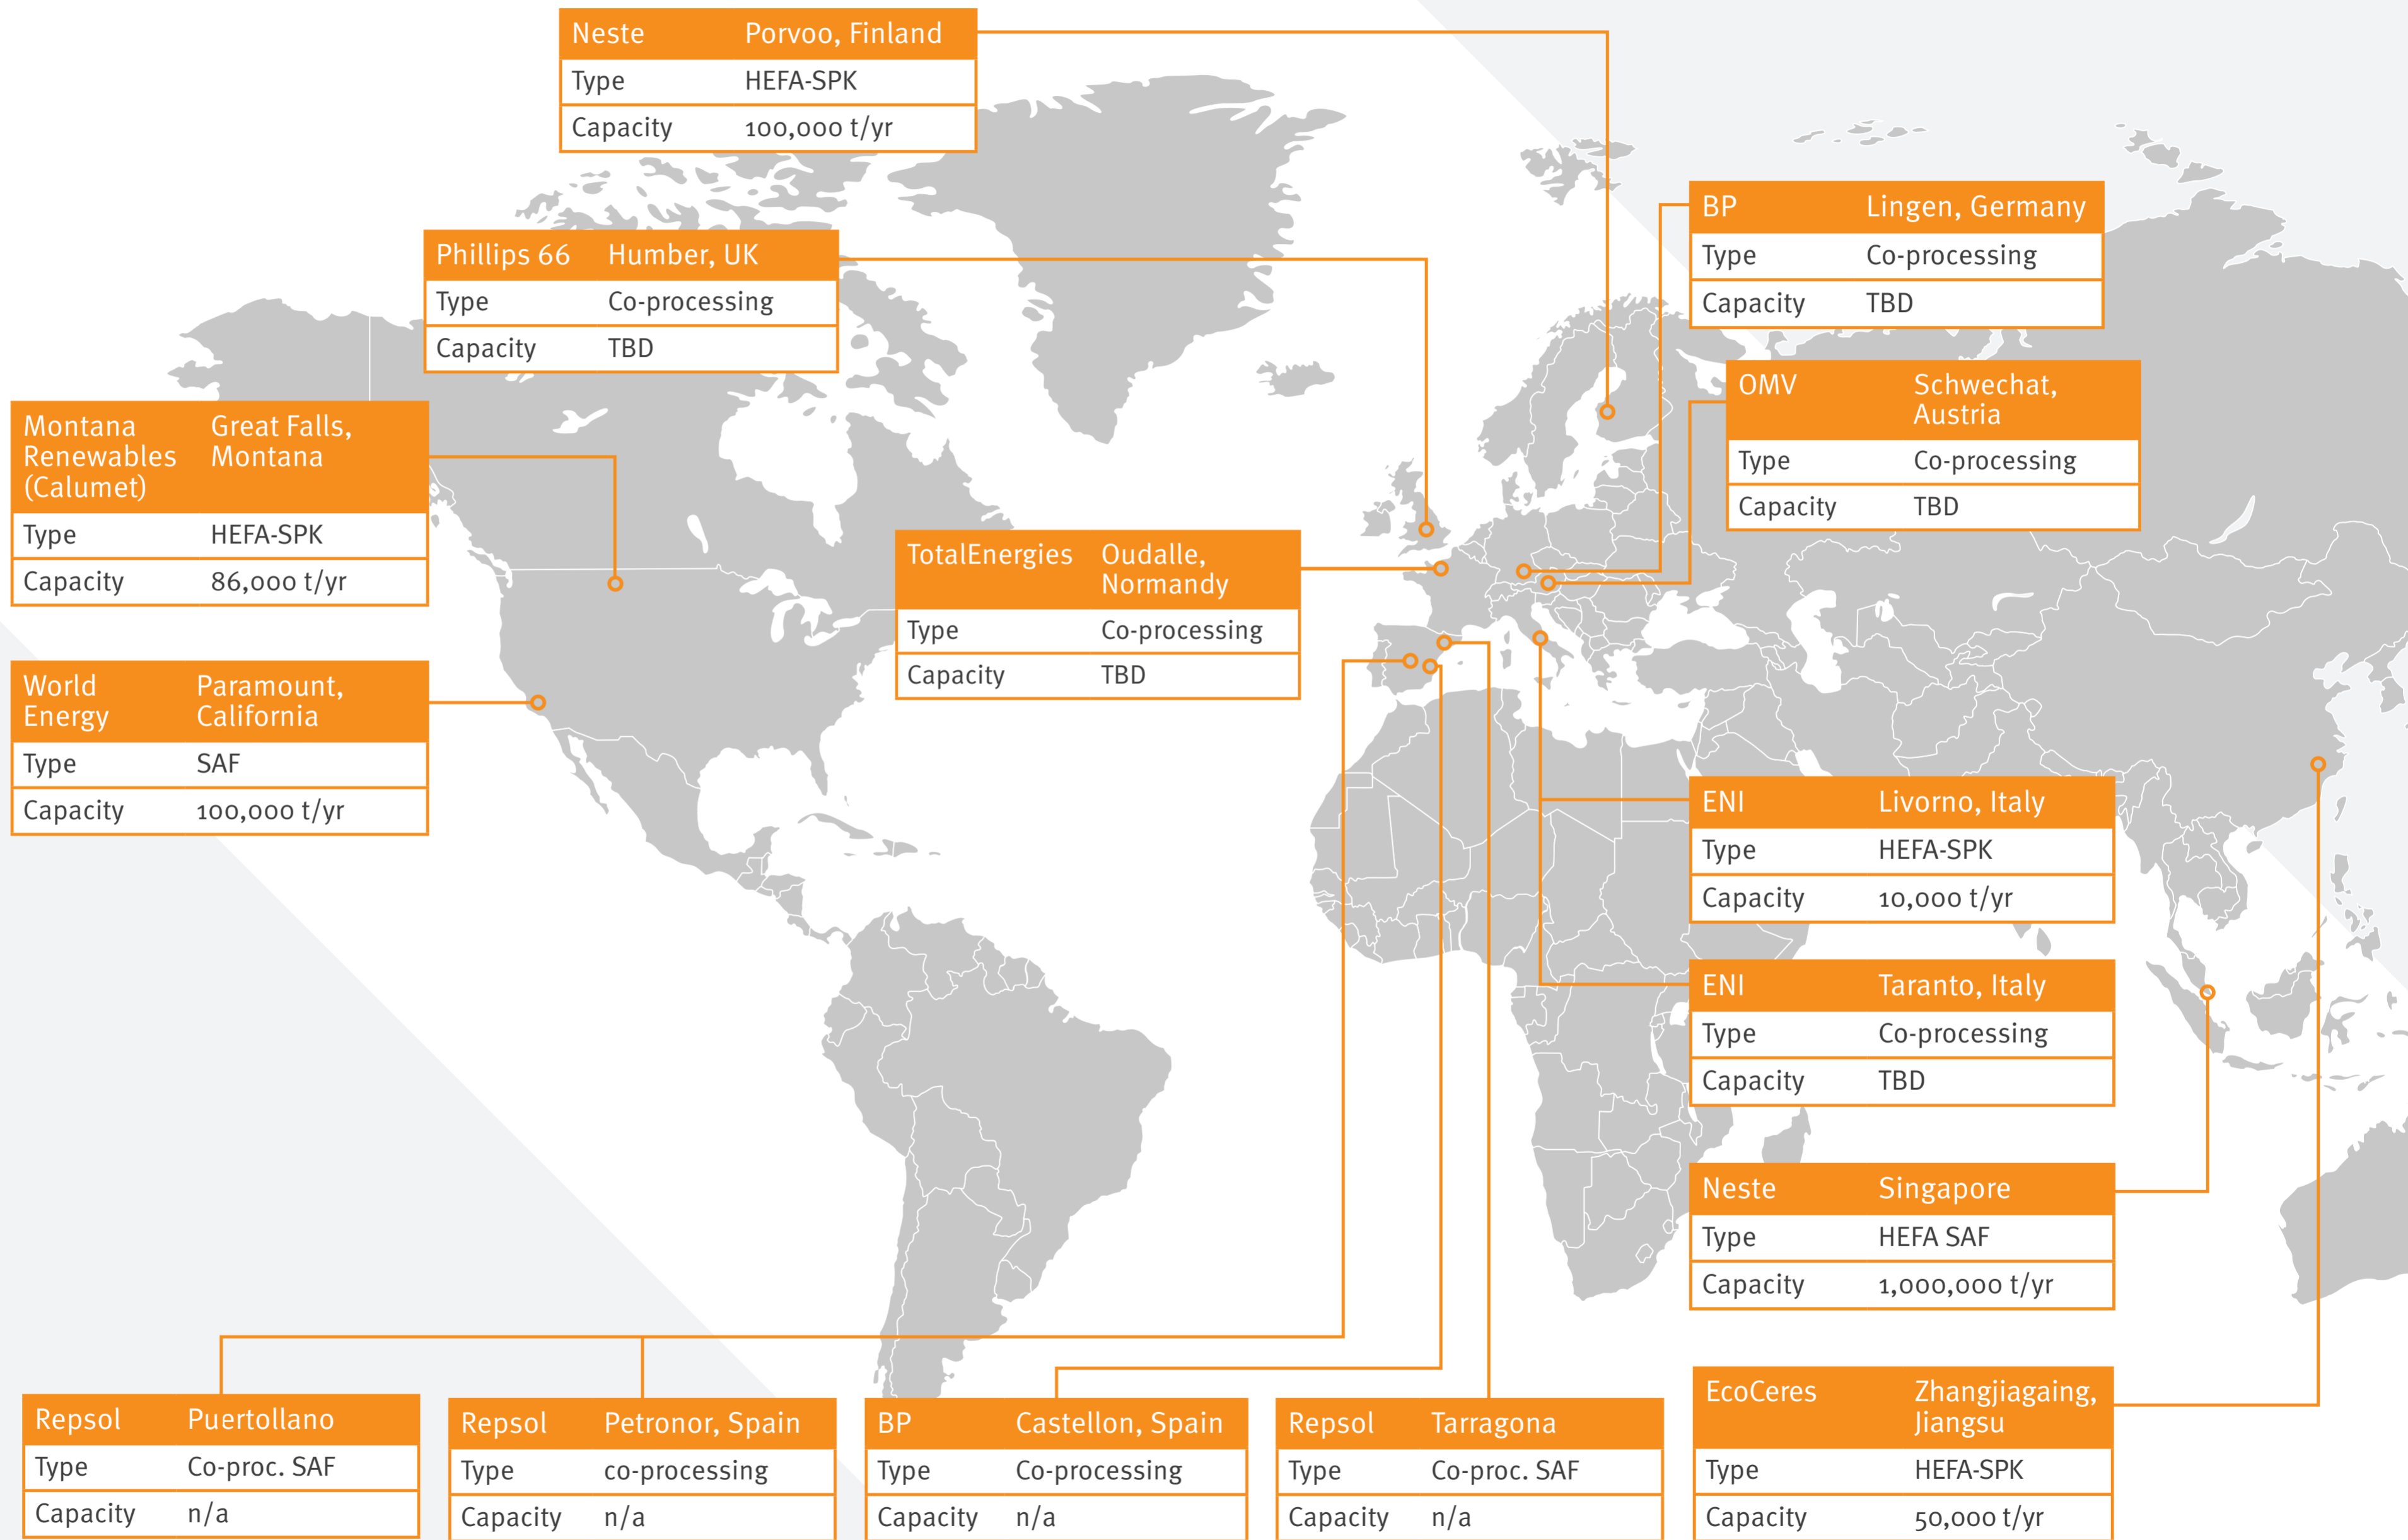 Neste Porvoo, Finland
Type HEFA-SPK
Capacity 100,000 t/yr
Phillips 66 Humber, UK
Type Co-processing
Capacity TBD
BP Lingen, Germany
Type Co-processing
Capacity TBD
OMV Schwechat,
Austria
Type Co-processing
Capacity TBD
Montana Great Falls,
Renewables Montana
(Calumet)
Type HEFA-SPK
Capacity 86,000 t/yr
TotalEnergies Oudalle,
Normandy
Type Co-processing
Capacity TBD
World Paramount,
Energy California
Type SAF
Capacity 100,000 t/yr
ENI Livorno, Italy
Type HEFA-SPK
Capacity 10,000 t/yr
ENI Taranto, Italy
Type Co-processing
Capacity TBD
Neste Singapore
Type HEFA SAF
Capacity 1,000,000 t/yr
Repsol Puertollano
Type Co-proc. SAF
Capacity n/a
Repsol Petronor, Spain
Type co-processing
Capacity n/a
BP Castellon, Spain
Type Co-processing
Capacity n/a
Repsol Tarragona
Type Co-proc. SAF
Capacity n/a
EcoCeres Zhangjiagaing,
Jiangsu
Type HEFA-SPK
Capacity 50,000 t/yr